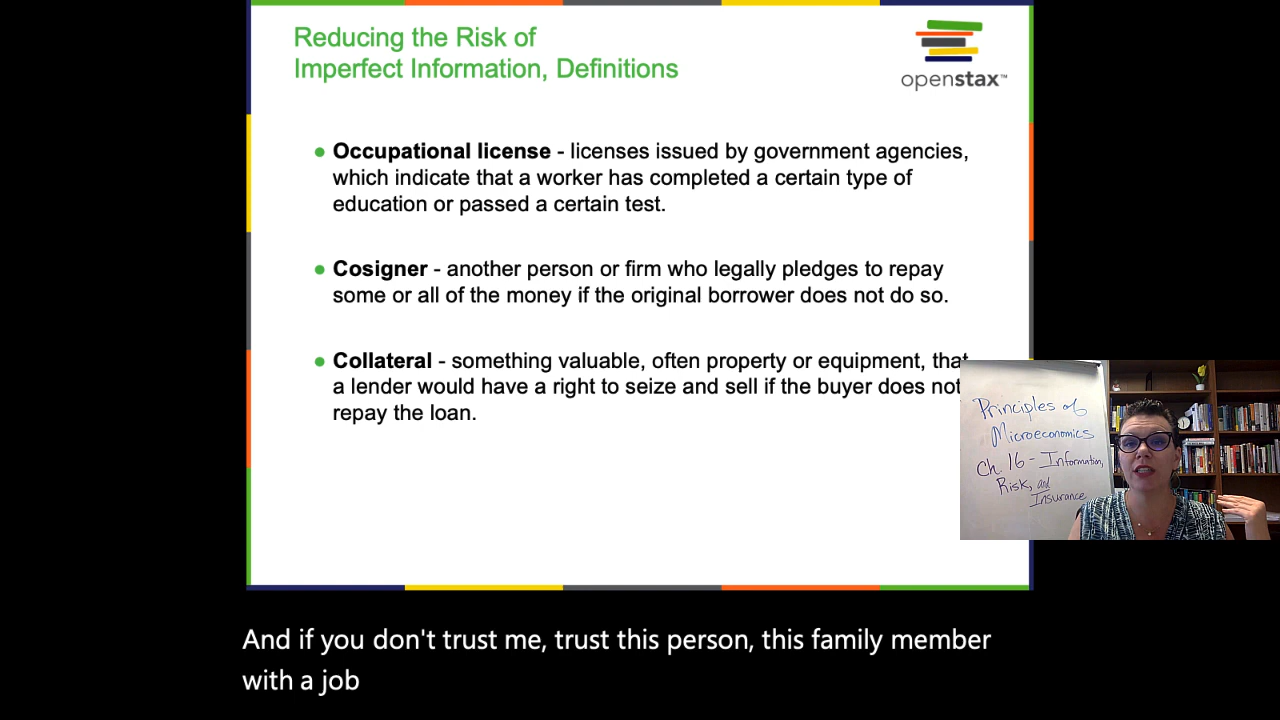 Reducing the Risk of
Imperfect Information, Definitions
openstax™
● Occupational license - licenses issued by government agencies,
which indicate that a worker has completed a certain type of
education or passed a certain test.
● Cosigner - another person or firm who legally pledges to repay
some or all of the money if the original borrower does not do so.
● Collateral - something valuable, often property or equipment, that
a lender would have a right to seize and sell if the buyer does not
repay the loan.
Principles of
Microeconomics
Ch. 16 - Information,
Risk, and
Insurance
And if you don't trust me, trust this person, this family member
with a job